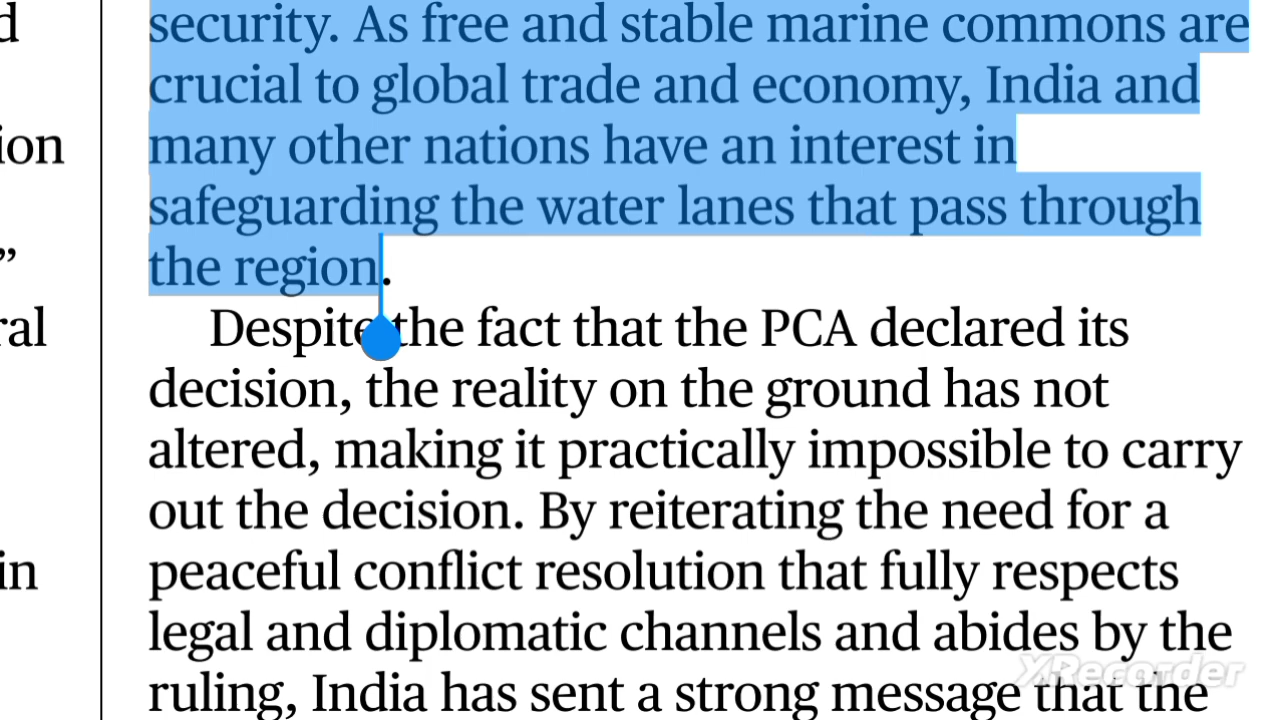 security. As free and stable marine commons are
crucial to global trade and economy, India and
many other nations have an interest in
safeguarding the water lanes that pass through
the region.
Despite the fact that the PCA declared its
decision, the reality on the ground has not
altered, making it practically impossible to carry
out the decision. By reiterating the need for a
peaceful conflict resolution that fully respects
legal and diplomatic channels and abides by the
ruling, India has sent a strong message that the
d
ion
”
ral
in
XRecorder